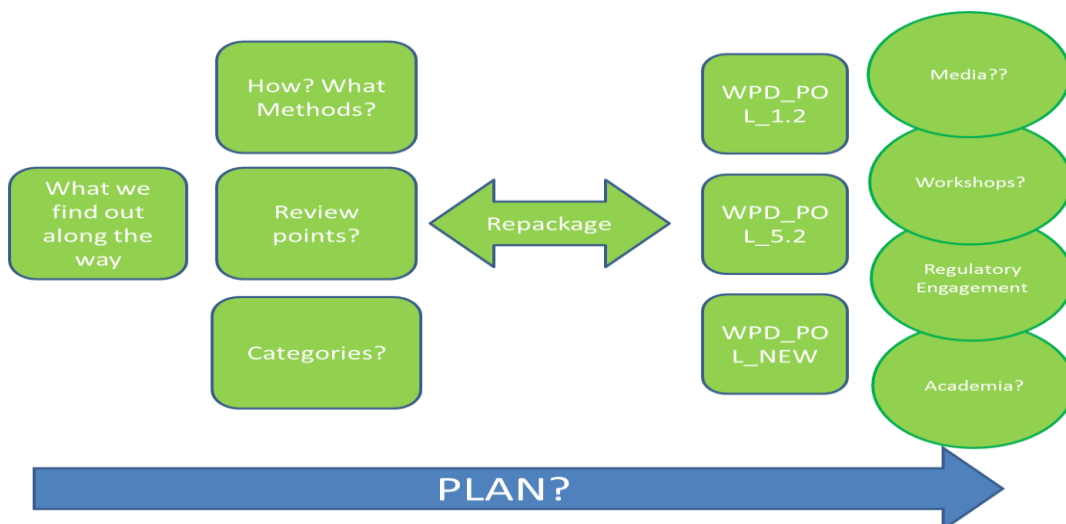 What we
find out
along the
way
How? What
Methods?
Review
points?
Categories?
Repackage
WPD_PO
L_1.2
WPD_PO
L_5.2
WPD_PO
L_NEW
Media??
Workshops?
Regulatory
Engagement
Academia?
PLAN?